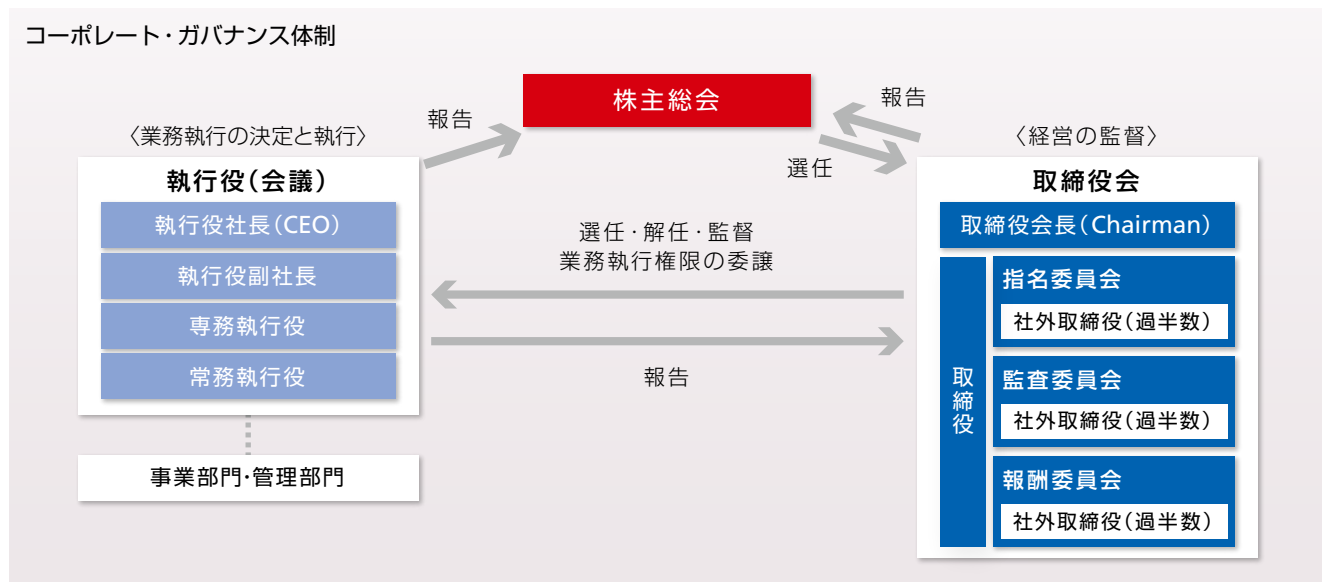 コーポレート・ガバナンス体制
株主総会
報告
報告
選任
〈業務執行の決定と執行〉
執行役(会議)
執行役社長(CEO)
執行役副社長
専務執行役
常務執行役
事業部門・管理部門
選任・解任・監督
業務執行権限の委譲
報告
〈経営の監督〉
取締役会
取締役会長(Chairman)
取締役
指名委員会
社外取締役(過半数)
監査委員会
社外取締役(過半数)
報酬委員会
社外取締役(過半数)